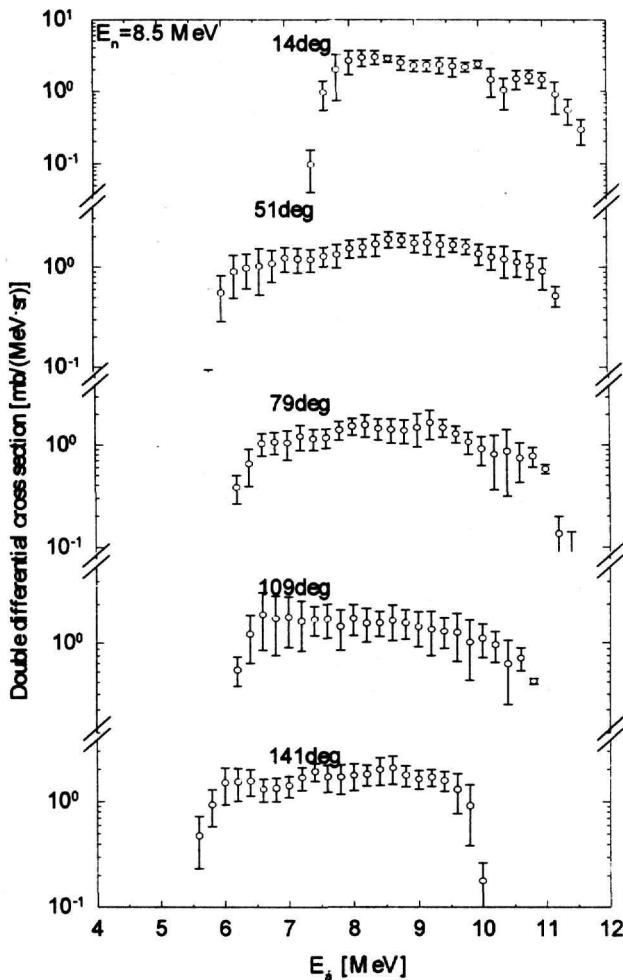 10¹
E_n=8.5 MeV
14deg
10⁰
10⁻¹
51deg
10⁰
10⁻¹
79deg
10⁰
10⁻¹
109deg
10⁰
141deg
10⁰
10⁻¹
4 5 6 7 8 9 10 11 12
E_á [MeV]
Double differential cross section [mb/(MeV·sr)]